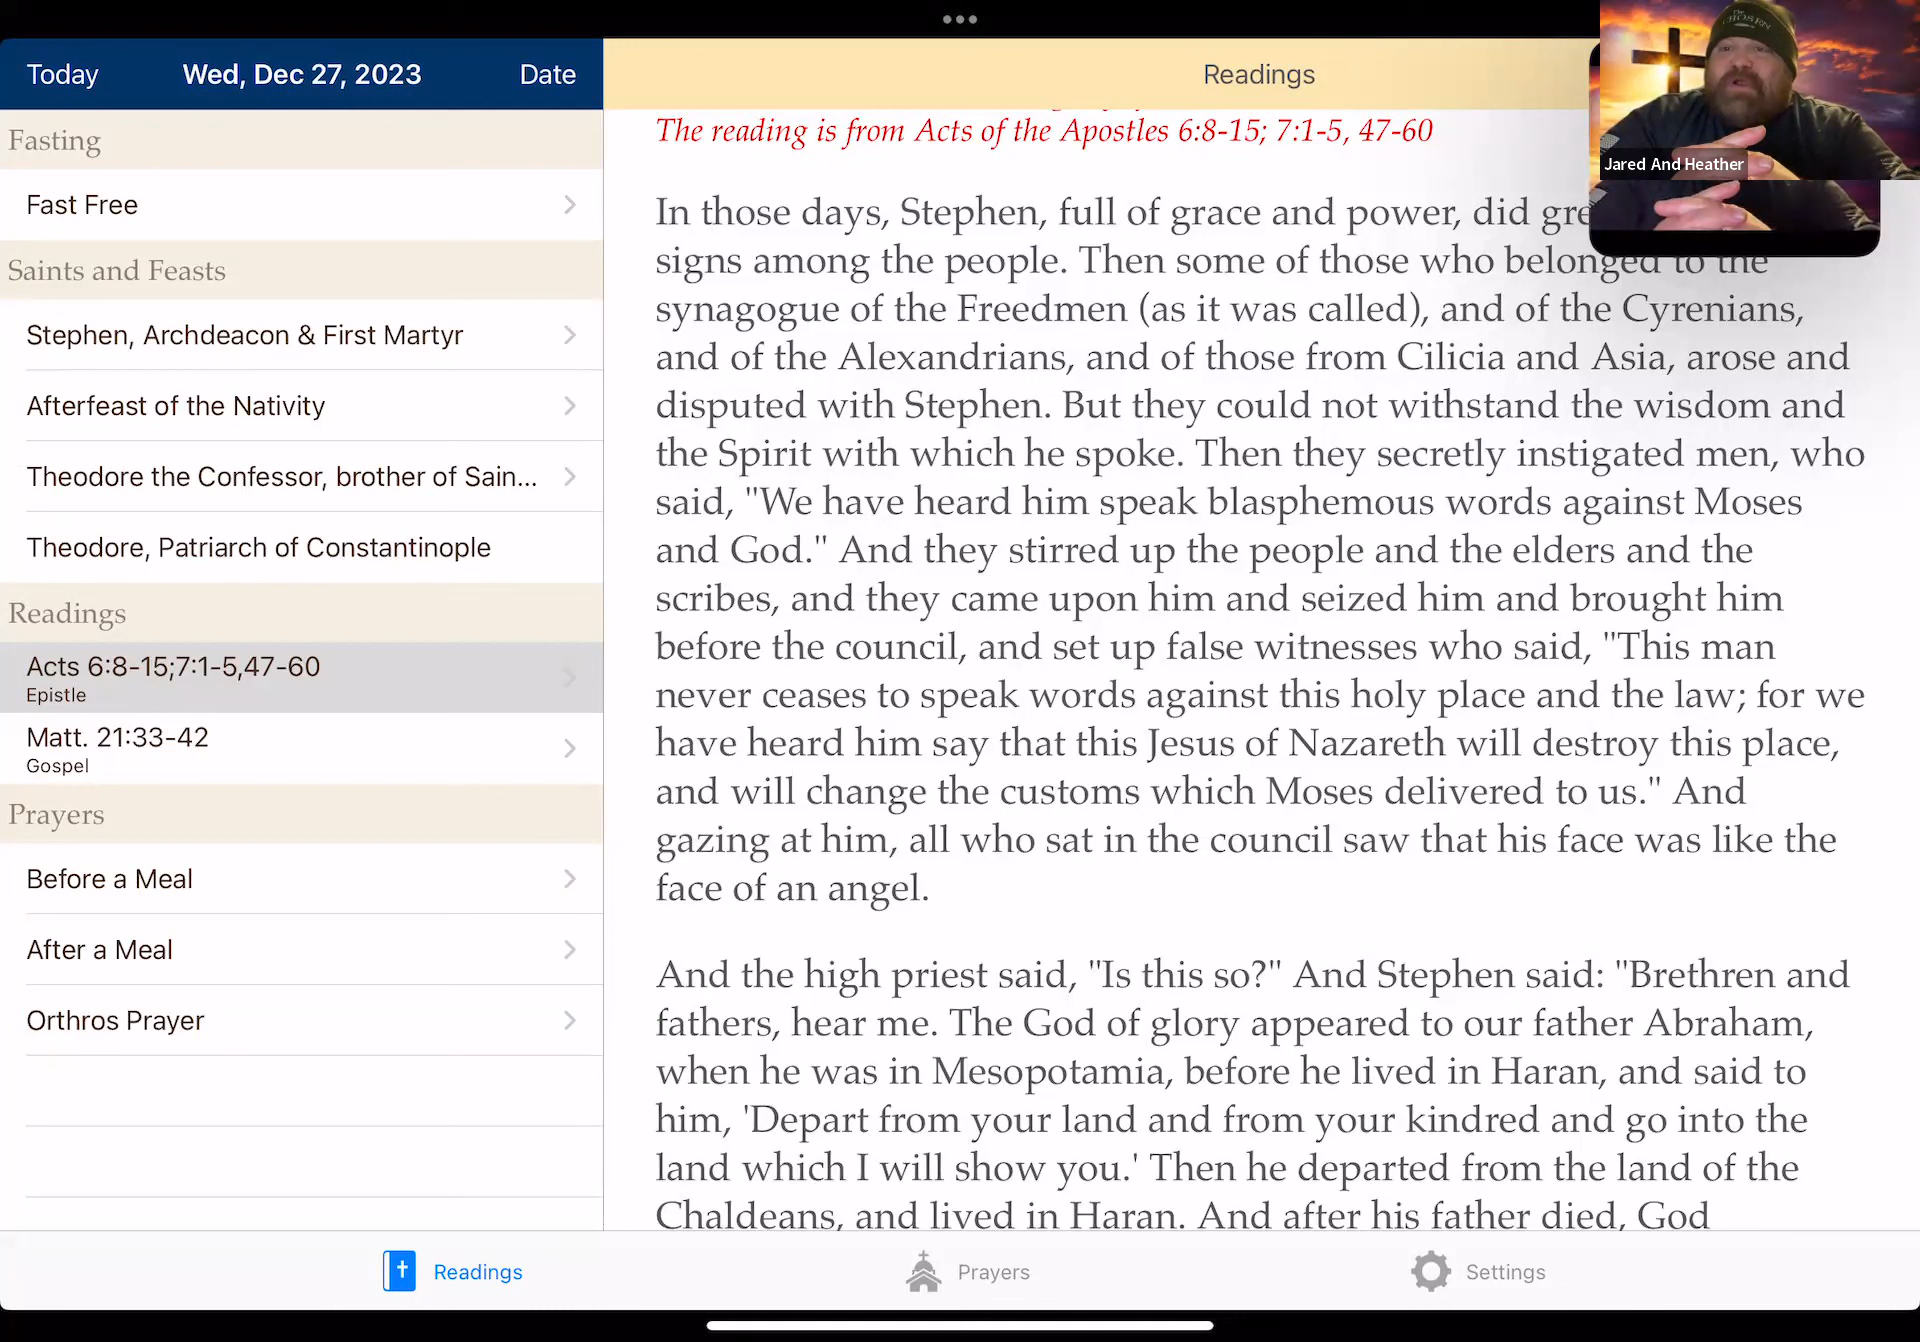 Today Wed, Dec 27, 2023 Date
Fasting
Fast Free
Saints and Feasts
Stephen, Archdeacon & First Martyr
Afterfeast of the Nativity
Theodore the Confessor, brother of Sain...
Theodore, Patriarch of Constantinople
Readings
Acts 6:8-15;7:1-5,47-60
Epistle
Matt. 21:33-42
Gospel
Prayers
Before a Meal
After a Meal
Orthros Prayer
Readings
The reading is from Acts of the Apostles 6:8-15; 7:1-5, 47-60
In those days, Stephen, full of grace and power, did
signs among the people. Then some of those who belonged to the
synagogue of the Freedmen (as it was called), and of the Cyrenians,
and of the Alexandrians, and of those from Cilicia and Asia, arose and
disputed with Stephen. But they could not withstand the wisdom and
the Spirit with which he spoke. Then they secretly instigated men, who
said, "We have heard him speak blasphemous words against Moses
and God." And they stirred up the people and the elders and the
scribes, and they came upon him and seized him and brought him
before the council, and set up false witnesses who said, "This man
never ceases to speak words against this holy place and the law; for we
have heard him say that this Jesus of Nazareth will destroy this place,
and will change the customs which Moses delivered to us." And
gazing at him, all who sat in the council saw that his face was like the
face of an angel.
And the high priest said, "Is this so?" And Stephen said: "Brethren and
fathers, hear me. The God of glory appeared to our father Abraham,
when he was in Mesopotamia, before he lived in Haran, and said to
him, 'Depart from your land and from your kindred and go into the
land which I will show you.' Then he departed from the land of the
Chaldeans, and lived in Haran. And after his father died, God
The
CHOSEN
Jared And Heather
Readings Prayers Settings